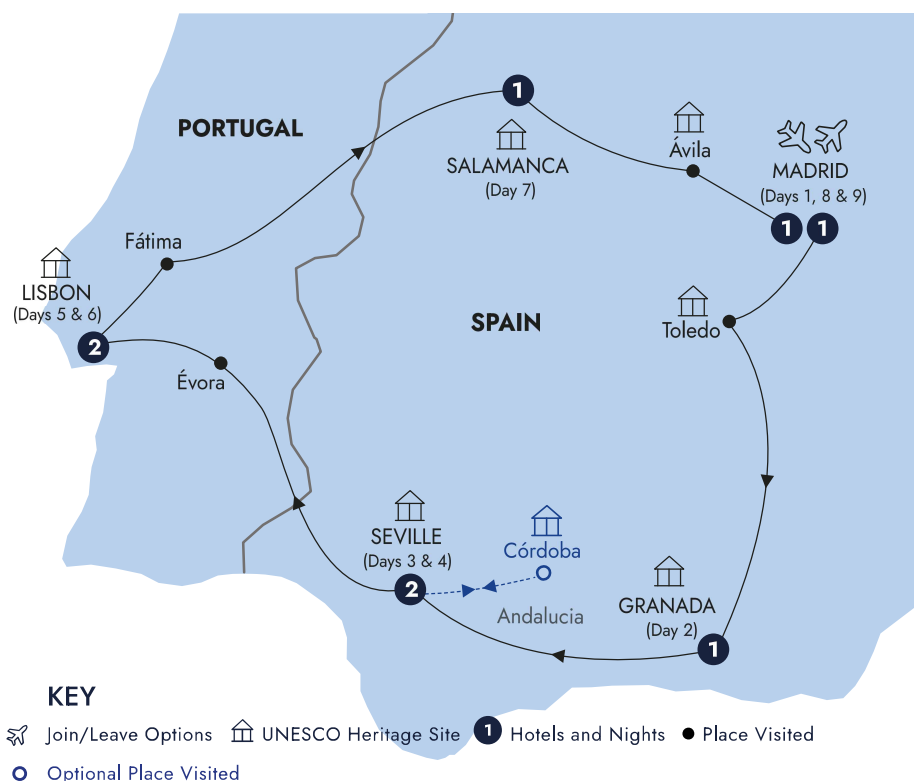 PORTUGAL
1
SALAMANCA
(Day 7)
Ávila
MADRID
(Days 1, 8 & 9)
1
1
Fátima
LISBON
(Days 5 & 6)
2
SPAIN
Toledo
Évora
SEVILLE
(Days 3 & 4)
2
Córdoba
Andalucia
GRANADA
(Day 2)
1
KEY
Join/Leave Options UNESCO Heritage Site 1 Hotels and Nights Place Visited
Optional Place Visited